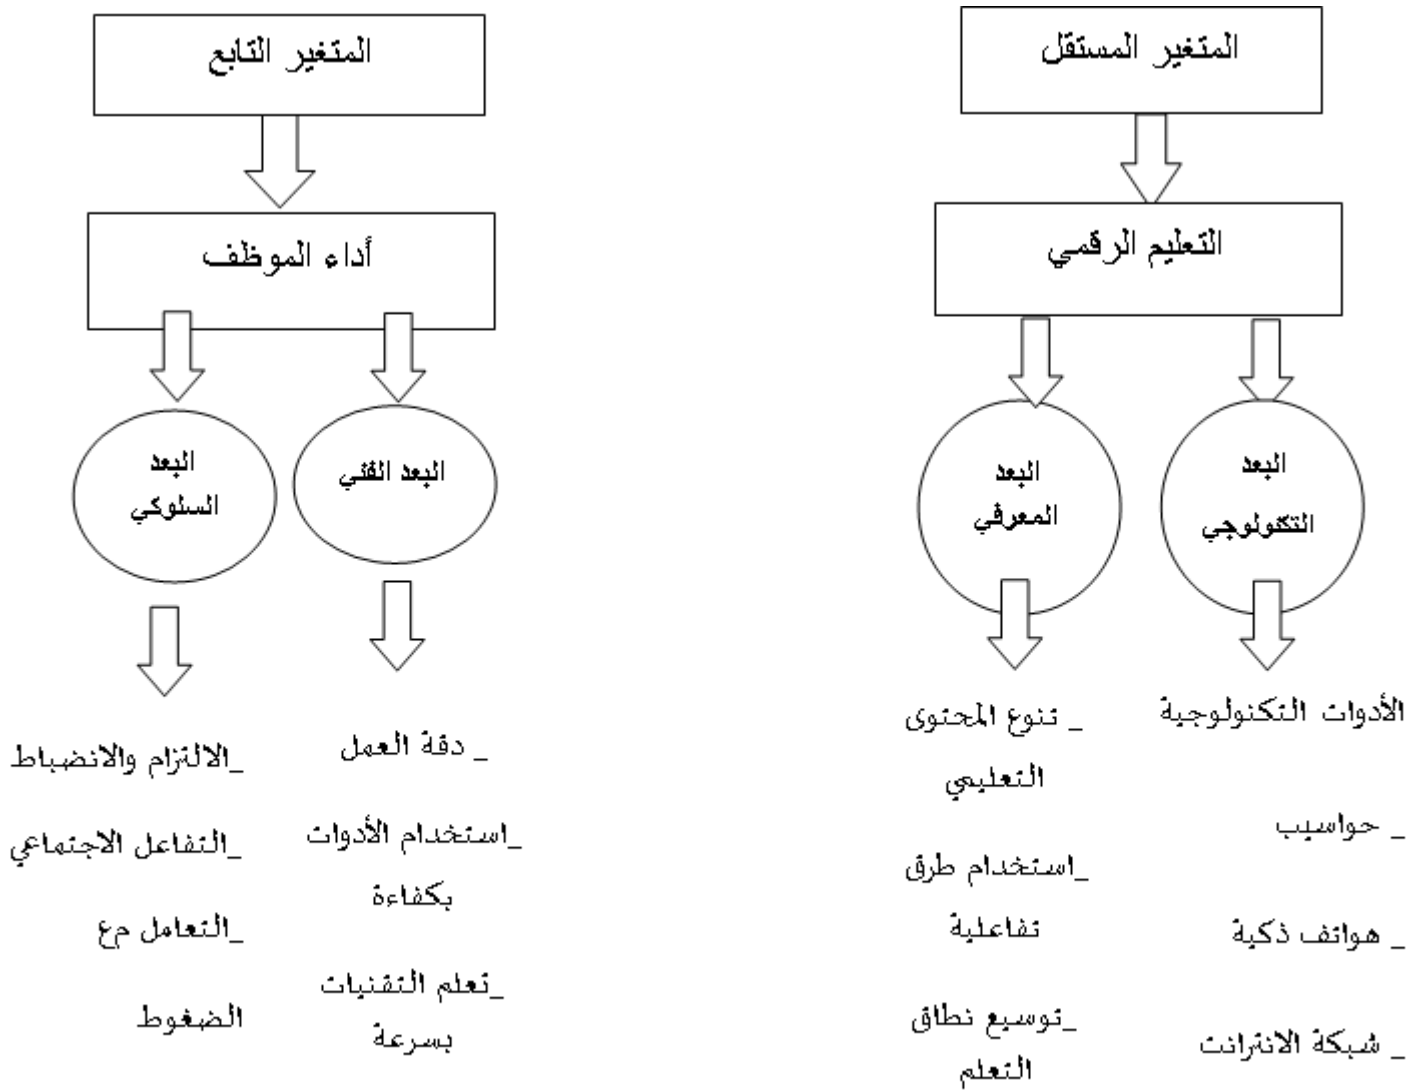 المتغير المستقل
التعليم الرقمي
البعد
التكنولوجي
الأدوات التكنولوجية
_ حواسيب
_ هواتف ذكية
_ شبكة الانترانت
البعد
المعرفي
_ تنوع المحتوى
التعليمي
_استخدام طرق
تفاعلية
_توسيع نطاق
التعلم
المتغير التابع
أداء الموظف
البعد الفني
_ دقة العمل
_استخدام الأدوات
بكفاءة
_تعلم التقنيات
بسرعة
البعد
السلوكي
_الالتزام والانضباط
_التفاعل الاجتماعي
_التعامل مع
الضغوط